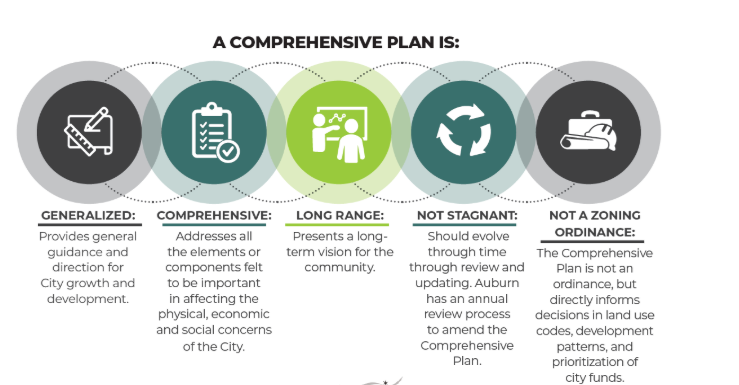 A COMPREHENSIVE PLAN IS:
GENERALIZED:
Provides general
guidance and
direction for
City growth and
development.
COMPREHENSIVE:
Addresses all
the elements or
components felt
to be important
in affecting the
physical, economic
and social concerns
of the City.
LONG RANGE:
Presents a long-
term vision for the
community.
NOT STAGNANT:
Should evolve
through time
through review and
updating. Auburn
has an annual
review process
to amend the
Comprehensive
Plan.
NOT A ZONING
ORDINANCE:
The Comprehensive
Plan is not an
ordinance, but
directly informs
decisions in land use
codes, development
patterns, and
prioritization of
city funds.